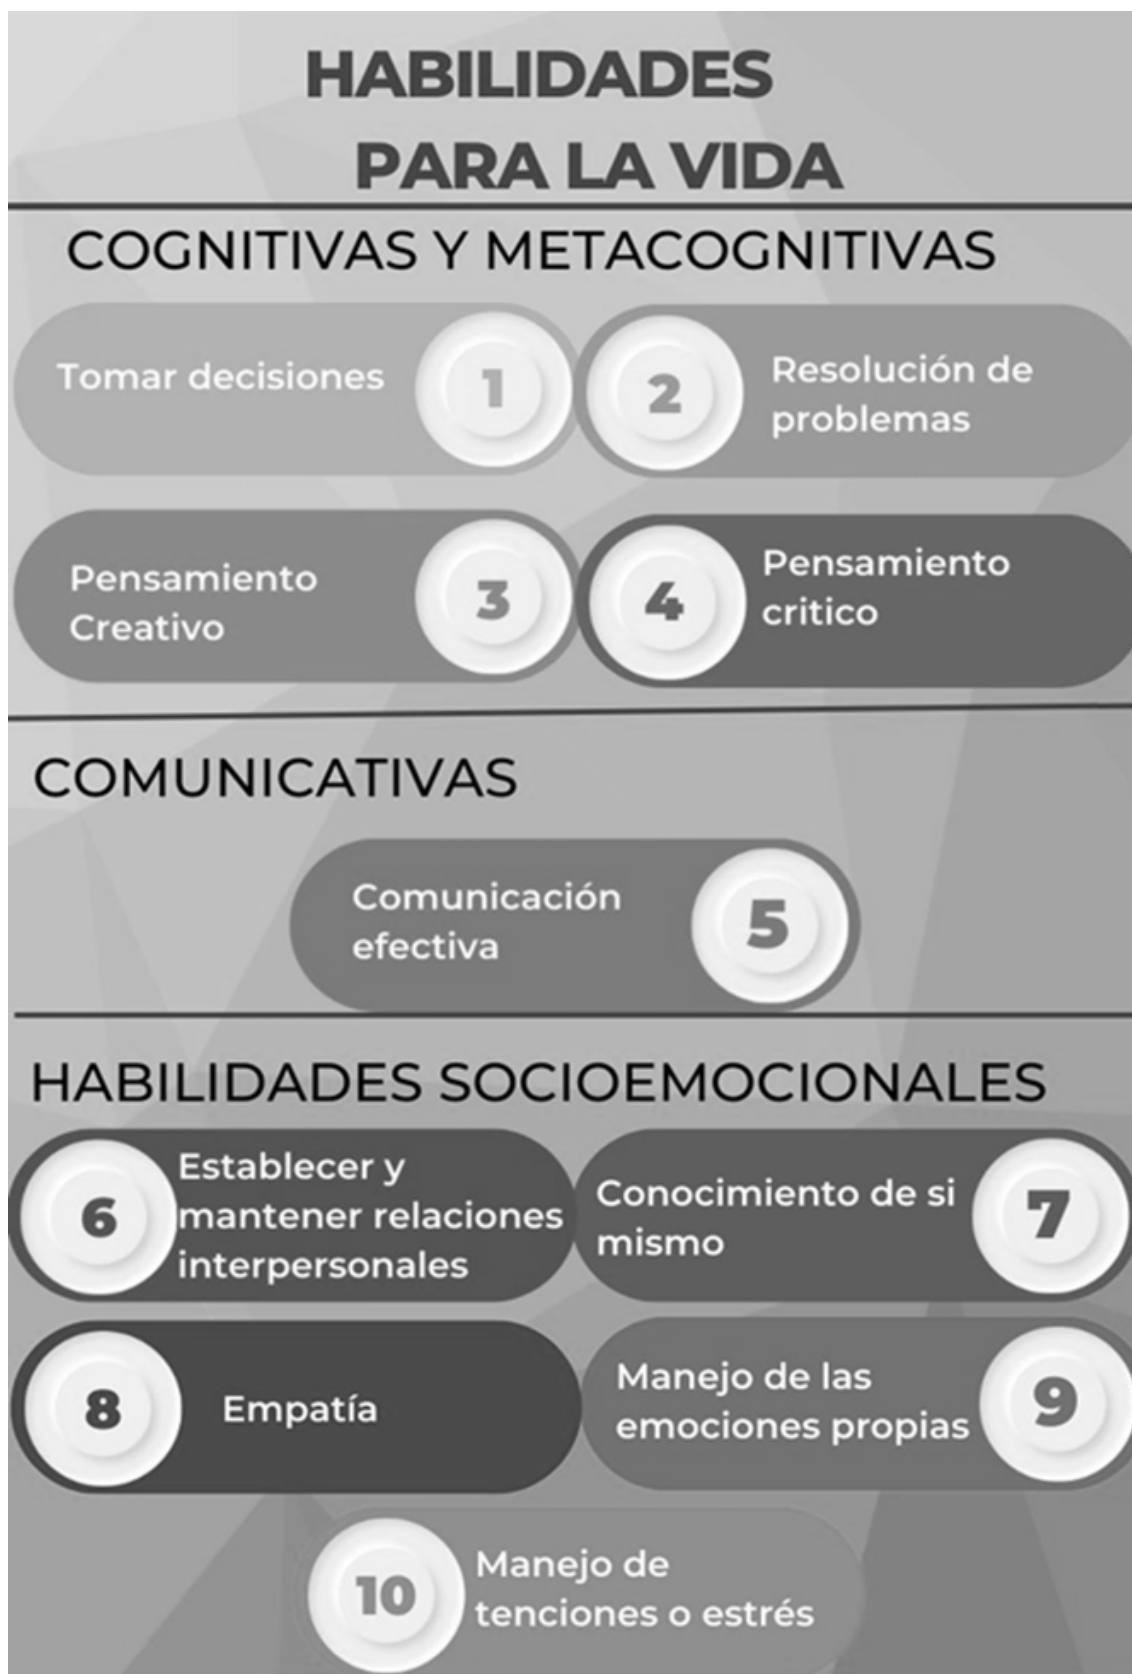 HABILIDADES
PARA LA VIDA
COGNITIVAS Y METACOGNITIVAS
Tomar decisiones
1
2
Resolución de
problemas
Pensamiento
Creativo
3
4
Pensamiento
critico
COMUNICATIVAS
Comunicación
efectiva
5
HABILIDADES SOCIOEMOCIONALES
6
Establecer y
mantener relaciones
interpersonales
Conocimiento de si
mismo
7
8
Empatía
Manejo de las
emociones propias
9
10
Manejo de
tenciones o estrés